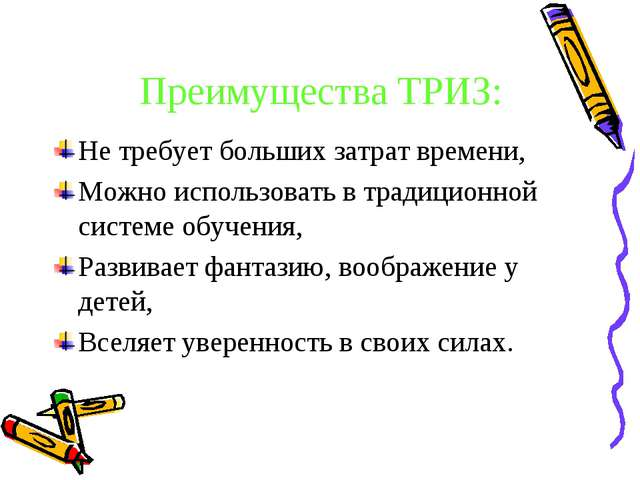 Преимущества ТРИЗ:
Не требует больших затрат времени,
Можно использовать в традиционной
системе обучения,
Развивает фантазию, воображение у
детей,
Вселяет уверенность в своих силах.